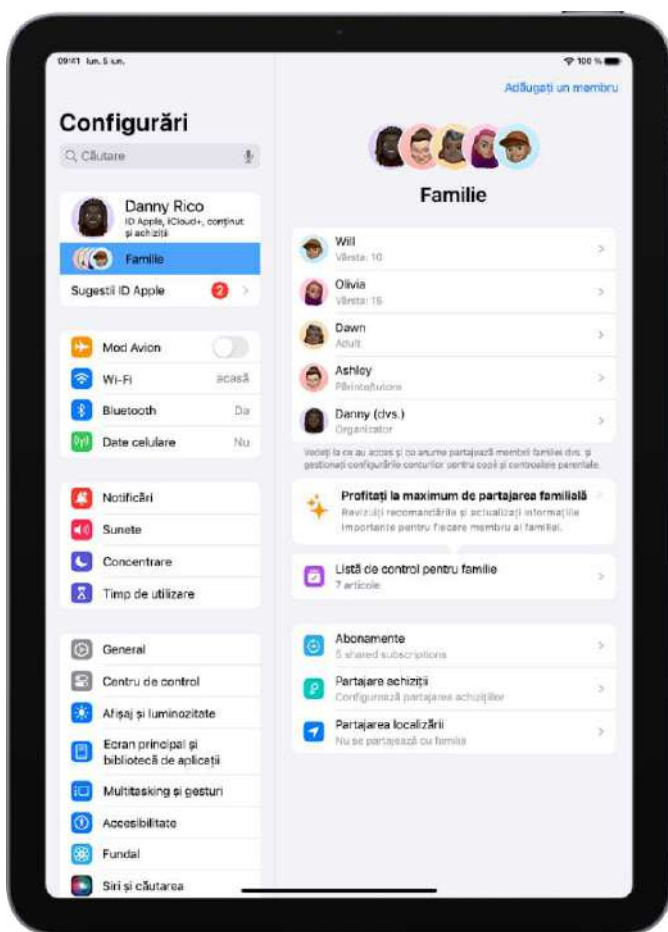 09:41 lun. 5 iun.
100 %
Adăugați un membru
Configurări
Căutare
Danny Rico
ID Apple, iCloud+, conținut
și achiziții
Familie
Sugestii ID Apple
2
Mod Avion
Wi-Fi
acasă
Bluetooth
Da
Date celulare
Nu
Notificări
Sunete
Concentrare
Timp de utilizare
General
Centru de control
Afișaj și luminozitate
Ecran principal și
bibliotecă de aplicații
Multitasking și gesturi
Accesibilitate
Fundal
Siri și căutarea
Familie
Will
Vârsta: 10
Olivia
Vârsta: 16
Dawn
Adult
Ashley
Părinte/tutore
Danny (dvs.)
Organizator
Vedeți la ce au acces și ce anume partajează membrii familiei dvs. și
gestionați configurările conturilor pentru copii și controalele parentale.
Profitați la maximum de partajarea familială
Revizuiți recomandările și actualizați informațiile
importante pentru fiecare membru al familiei.
Listă de control pentru familie
7 articole
Abonamente
5 shared subscriptions
Partajare achiziții
Configurează partajarea achizițiilor
Partajarea localizării
Nu se partajează cu familia